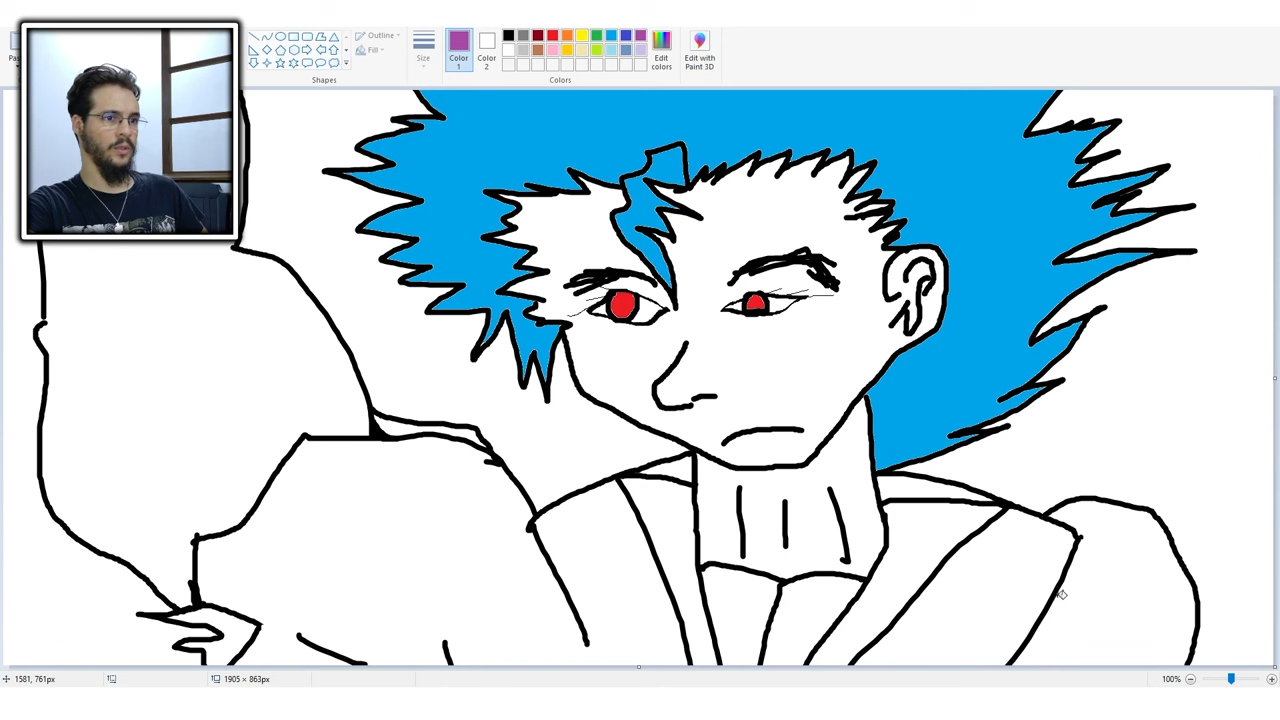 Pas
Outline
Fill
Shapes
Size
Color 1
Color 2
Edit colors
Edit with Paint 3D
Colors
1581, 761px
1905 × 863px
100%